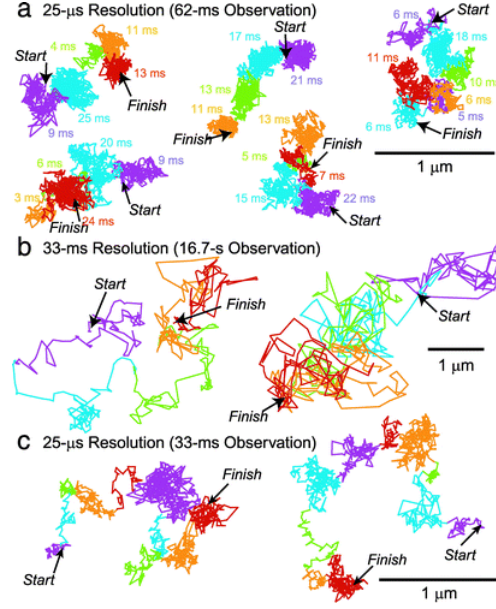 a 25-μs Resolution (62-ms Observation)
Start
4 ms
11 ms
13 ms
Finish
9 ms
25 ms
17 ms
Start
21 ms
13 ms
11 ms
Finish
6 ms
Start
18 ms
11 ms
10 ms
6 ms
5 ms
6 ms
Finish
20 ms
9 ms
6 ms
Start
3 ms
Finish
24 ms
13 ms
5 ms
Finish
7 ms
15 ms
22 ms
Start
1 μm
b 33-ms Resolution (16.7-s Observation)
Start
Finish
Start
1 μm
Finish
c 25-μs Resolution (33-ms Observation)
Finish
Start
Start
Finish
1 μm